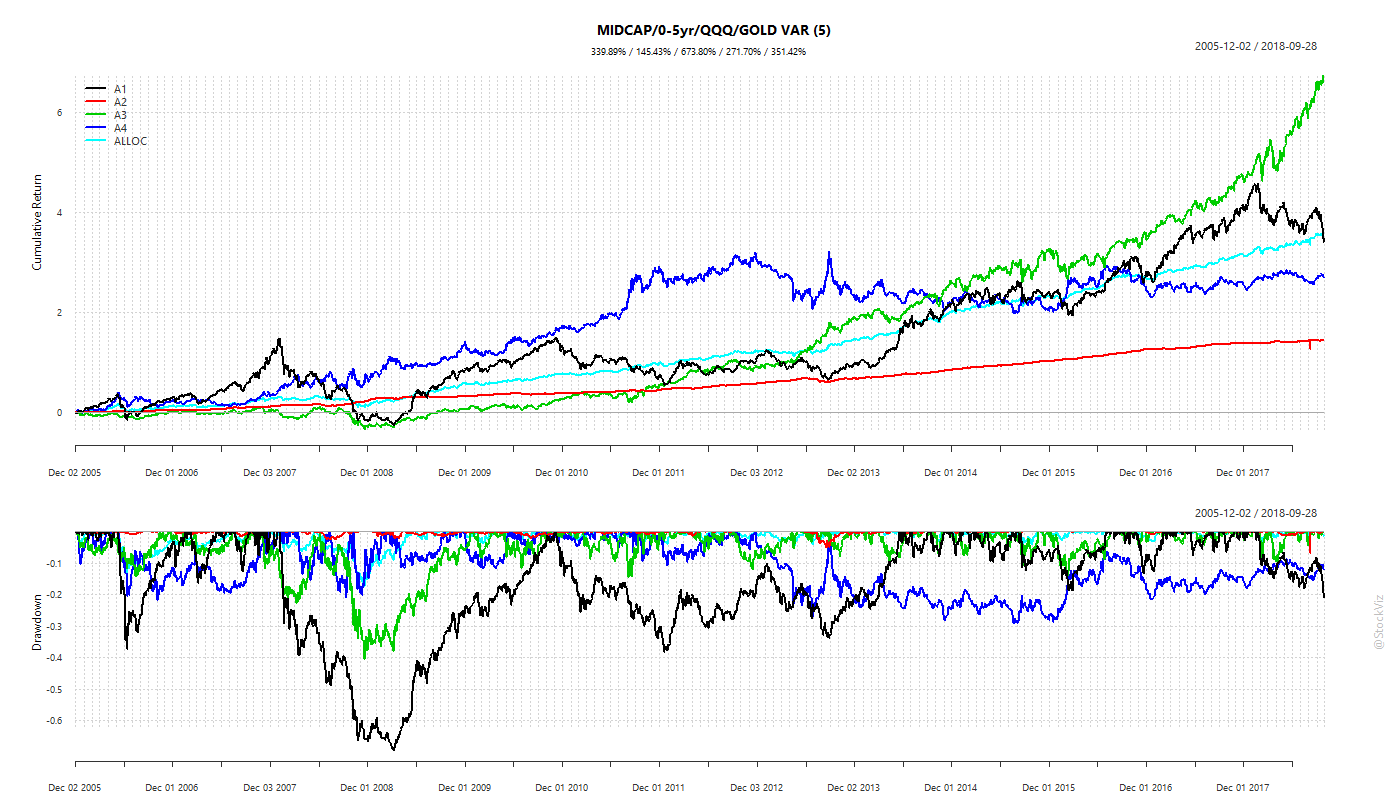 MIDCAP/0-5yr/QQQ/GOLD VAR (5)
339.89% / 145.43% / 673.80% / 271.70% / 351.42%
2005-12-02 / 2018-09-28
A1
A2
A3
A4
ALLOC
Cumulative Return
6
4
2
0
Dec 02 2005 Dec 01 2006 Dec 03 2007 Dec 01 2008 Dec 01 2009 Dec 01 2010 Dec 01 2011 Dec 03 2012 Dec 02 2013 Dec 01 2014 Dec 01 2015 Dec 01 2016 Dec 01 2017
2005-12-02 / 2018-09-28
Drawdown
-0.1
-0.2
-0.3
-0.4
-0.5
-0.6
Dec 02 2005 Dec 01 2006 Dec 03 2007 Dec 01 2008 Dec 01 2009 Dec 01 2010 Dec 01 2011 Dec 03 2012 Dec 02 2013 Dec 01 2014 Dec 01 2015 Dec 01 2016 Dec 01 2017
@StockViz